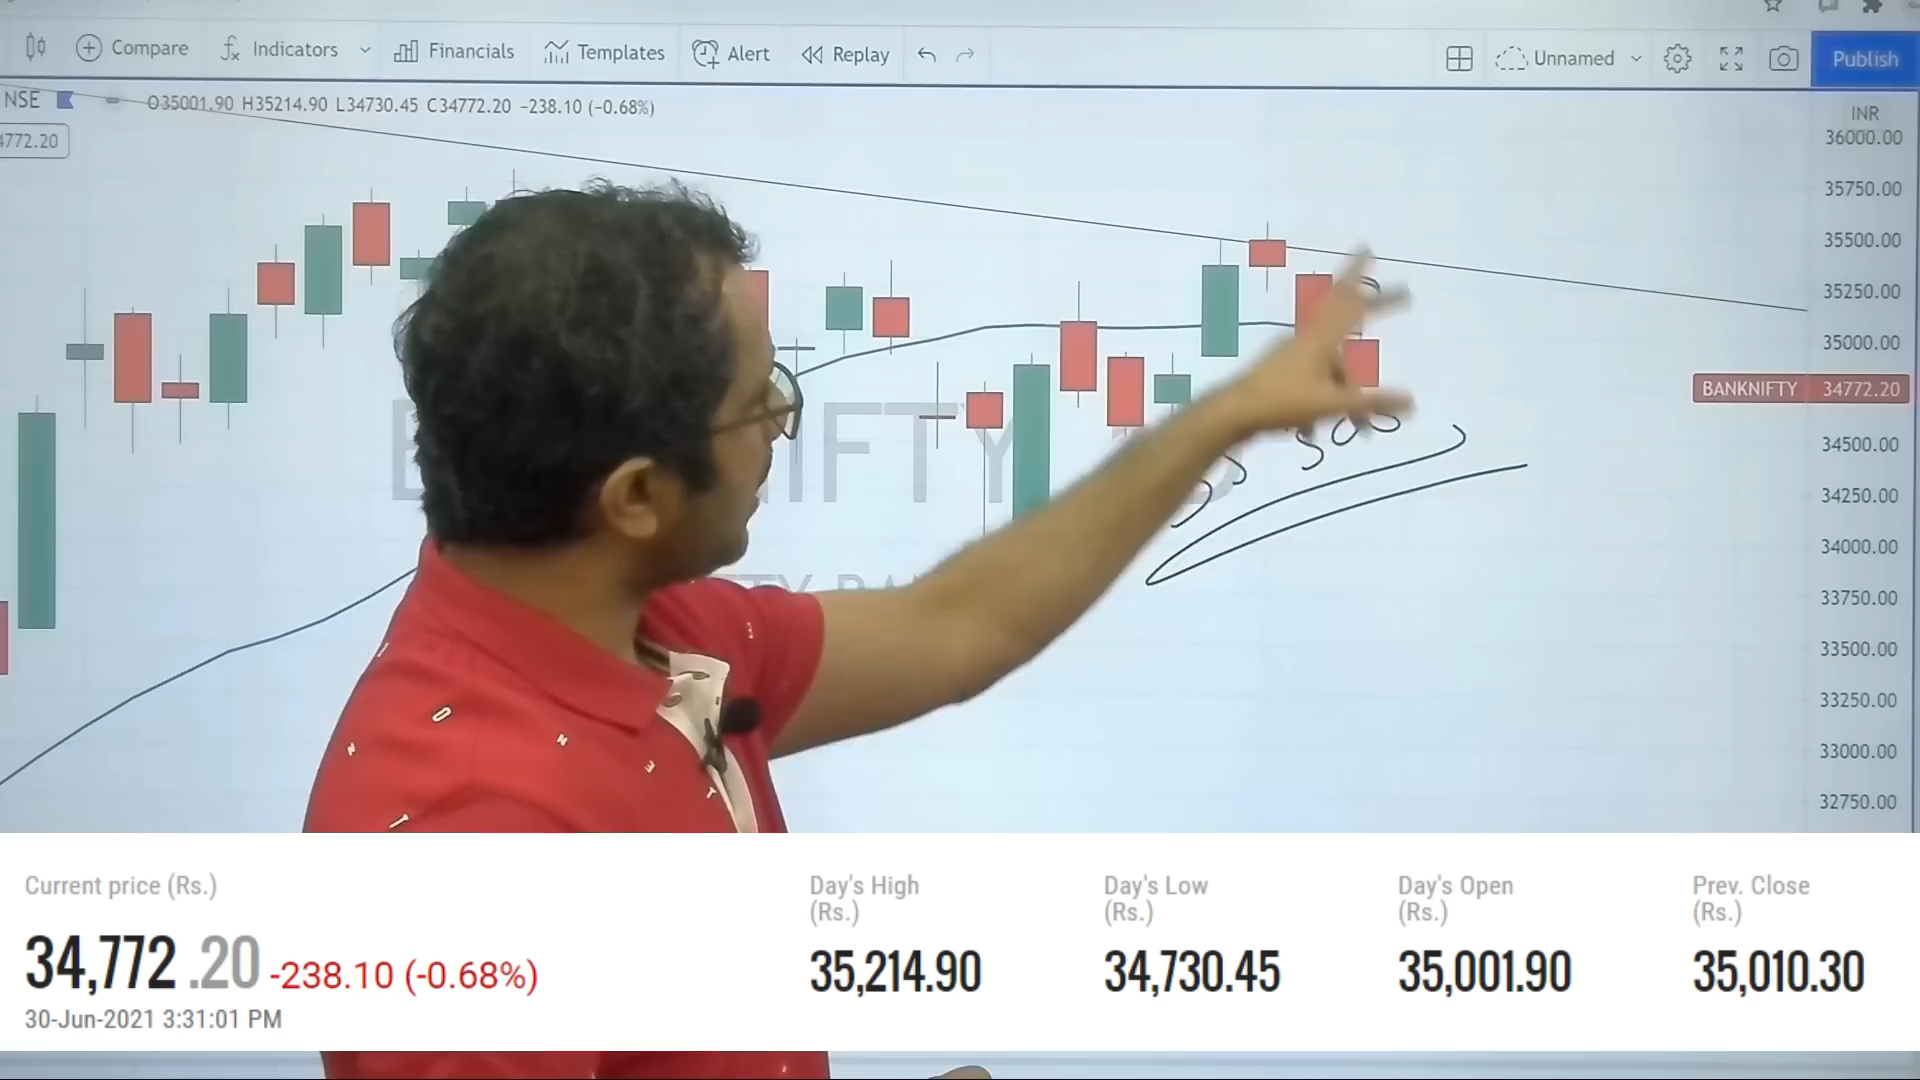 Compare Indicators Financials Templates Alert Replay Unnamed Publish
NSE O35001.90 H35214.90 L34730.45 C34772.20 −238.10 (−0.68%)
4772.20
INR
36000.00
35750.00
35500.00
35250.00
35000.00
BANKNIFTY 34772.20
34500.00
34250.00
34000.00
33750.00
33500.00
33250.00
33000.00
32750.00
Current price (Rs.)
34,772.20 -238.10 (-0.68%)
30-Jun-2021 3:31:01 PM
Day's High
(Rs.)
35,214.90
Day's Low
(Rs.)
34,730.45
Day's Open
(Rs.)
35,001.90
Prev. Close
(Rs.)
35,010.30